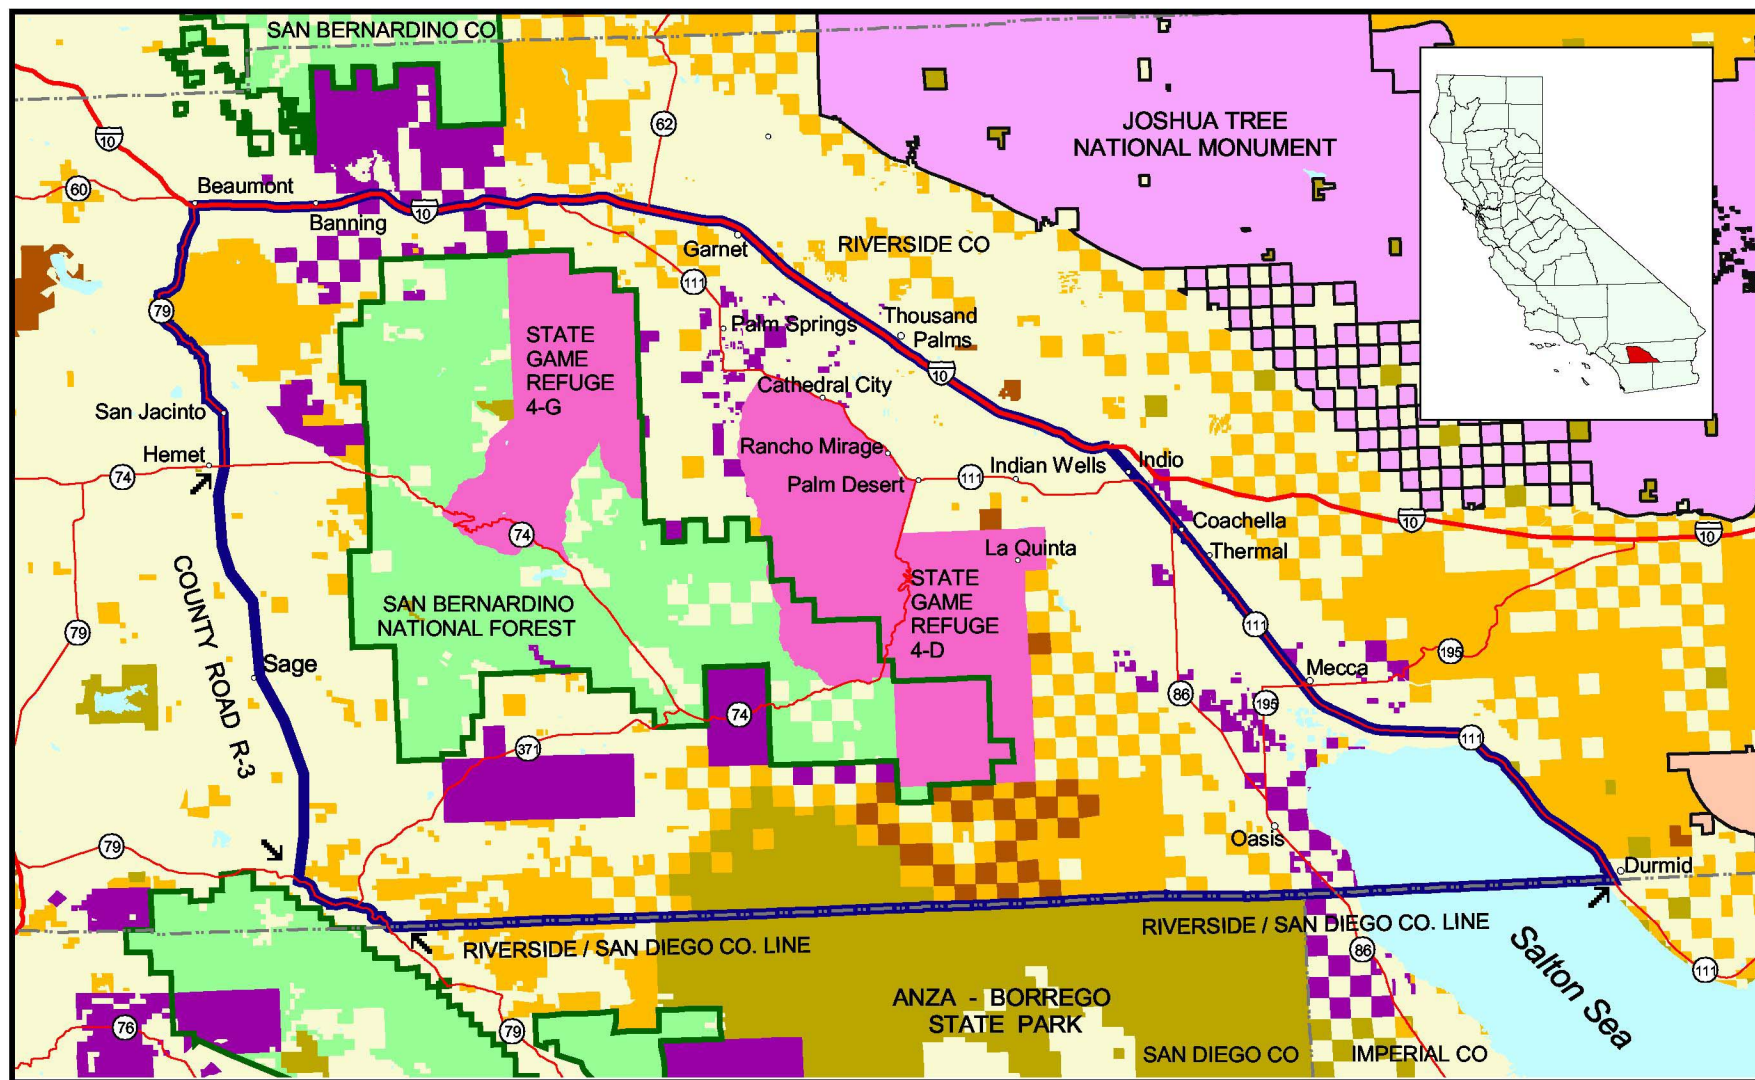 SAN BERNARDINO CO
JOSHUA TREE
NATIONAL MONUMENT
10
62
60
Beaumont
Banning
10
Garnet
RIVERSIDE CO
111
79
STATE
GAME
REFUGE
4-G
Palm Springs
Thousand
Palms
10
Cathedral City
San Jacinto
Hemet
74
Rancho Mirage
Palm Desert
111
Indian Wells
Indio
10
10
Coachella
Thermal
74
La Quinta
COUNTY ROAD R-3
SAN BERNARDINO
NATIONAL FOREST
STATE
GAME
REFUGE
4-D
111
79
195
Sage
Mecca
86
195
74
371
111
79
Oasis
Durmid
RIVERSIDE / SAN DIEGO CO. LINE
RIVERSIDE / SAN DIEGO CO. LINE
86
Salton Sea
111
ANZA - BORREGO
STATE PARK
76
79
SAN DIEGO CO
IMPERIAL CO